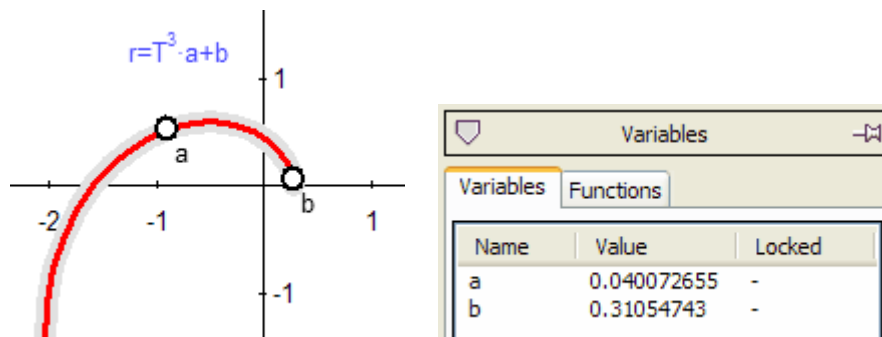 r=T³·a+b
1
a
b
-2
-1
1
-1
Variables
Variables Functions
Name Value Locked
a 0.040072655 -
b 0.31054743 -